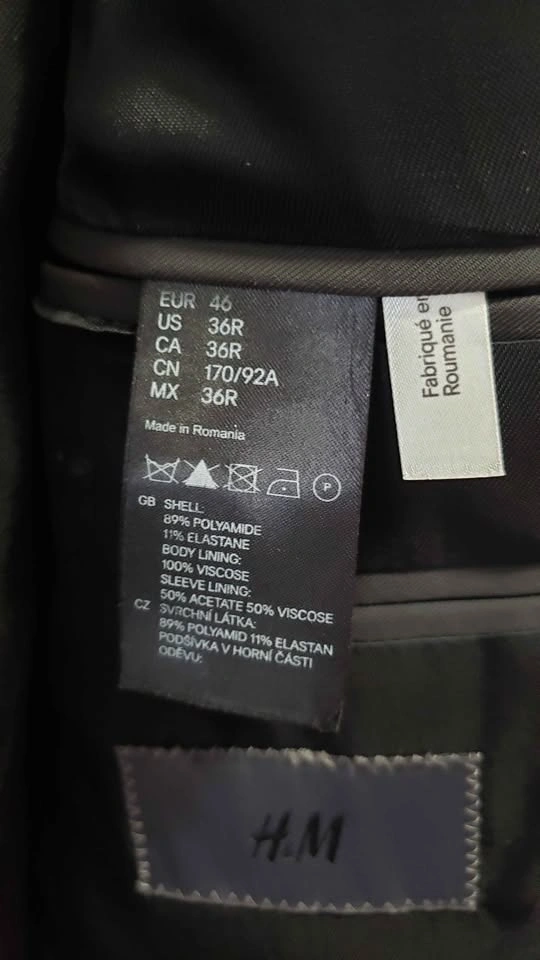 EUR 46
US 36R
CA 36R
CN 170/92A
MX 36R
Made in Romania
P
GB SHELL:
89% POLYAMIDE
11% ELASTANE
BODY LINING:
100% VISCOSE
SLEEVE LINING:
50% ACETATE 50% VISCOSE
CZ SVRCHNÍ LÁTKA:
89% POLYAMID 11% ELASTAN
PODŠÍVKA V HORNÍ ČÁSTI
ODĚVU:
Fabriqué en
Roumanie
H&M